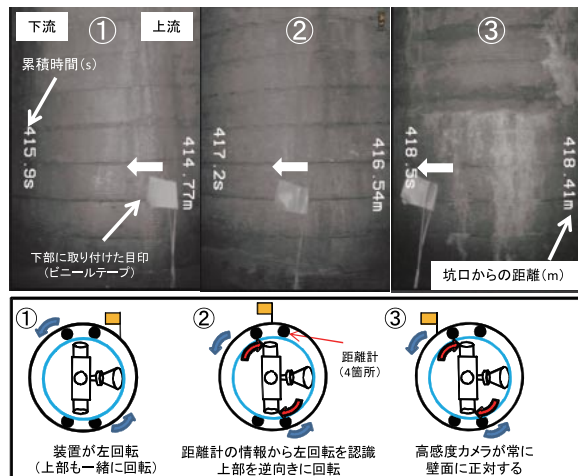 下流
①
上流
②
③
累積時間(s)
415.9s
414.77m
417.2s
416.54m
418.5s
418.41m
下部に取り付けた目印
(ビニールテープ)
坑口からの距離(m)
①
②
③
距離計
(4箇所)
装置が左回転
(上部も一緒に回転)
距離計の情報から左回転を認識
上部を逆向きに回転
高感度カメラが常に
壁面に正対する